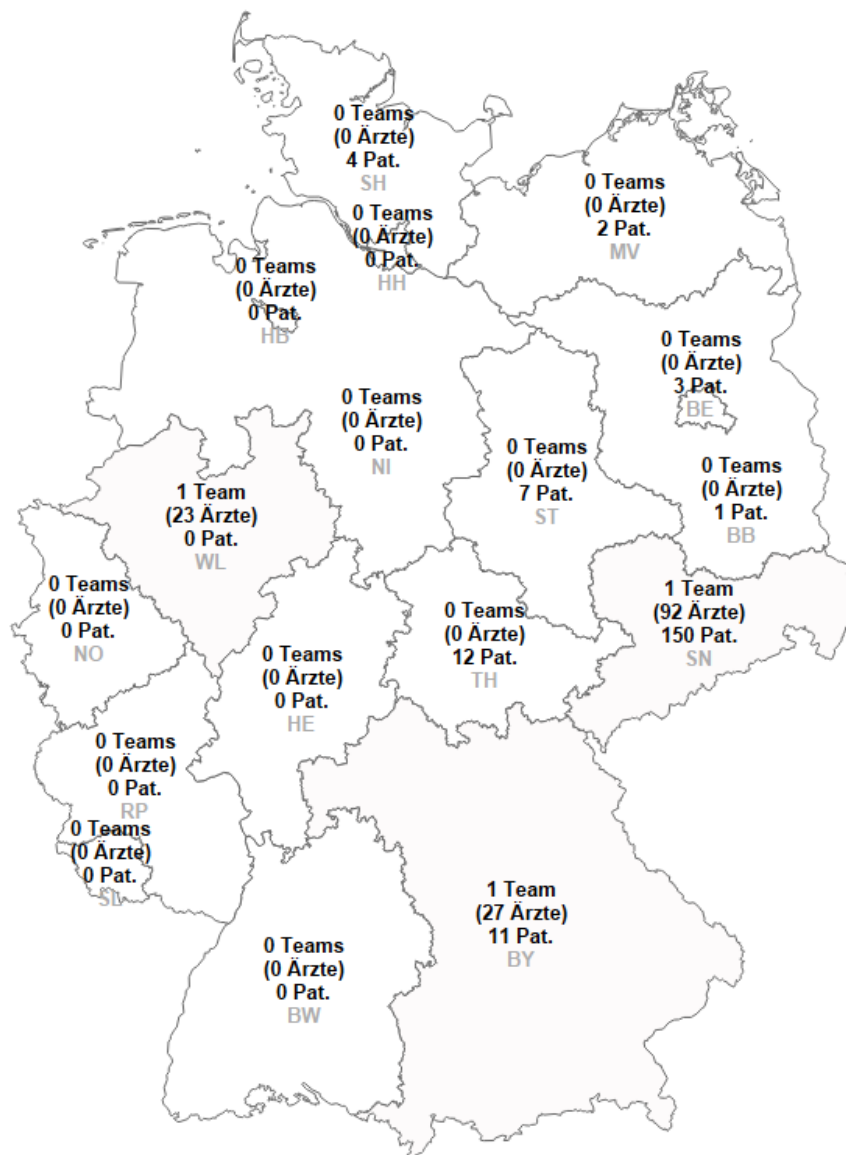 0 Teams
(0 Ärzte)
4 Pat.
SH
0 Teams
(0 Ärzte)
2 Pat.
MV
0 Teams
(0 Ärzte)
0 Pat.
HH
0 Teams
(0 Ärzte)
0 Pat.
HB
0 Teams
(0 Ärzte)
3 Pat.
BE
0 Teams
(0 Ärzte)
0 Pat.
NI
0 Teams
(0 Ärzte)
7 Pat.
ST
0 Teams
(0 Ärzte)
1 Pat.
BB
1 Team
(23 Ärzte)
0 Pat.
WL
0 Teams
(0 Ärzte)
0 Pat.
NO
1 Team
(92 Ärzte)
150 Pat.
SN
0 Teams
(0 Ärzte)
12 Pat.
TH
0 Teams
(0 Ärzte)
0 Pat.
HE
0 Teams
(0 Ärzte)
0 Pat.
RP
0 Teams
(0 Ärzte)
0 Pat.
SL
1 Team
(27 Ärzte)
11 Pat.
BY
0 Teams
(0 Ärzte)
0 Pat.
BW